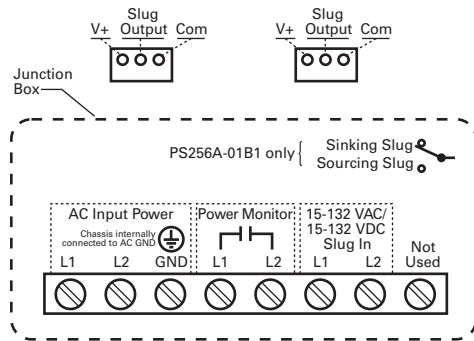 Slug
V+ Output Com
Slug
V+ Output Com
Junction
Box
PS256A-01B1 only
Sinking Slug
Sourcing Slug
AC Input Power
Chassis internally
connected to AC GND
L1 L2 GND
Power Monitor
L1 L2
15-132 VAC/
15-132 VDC
Slug In
L1 L2
Not
Used